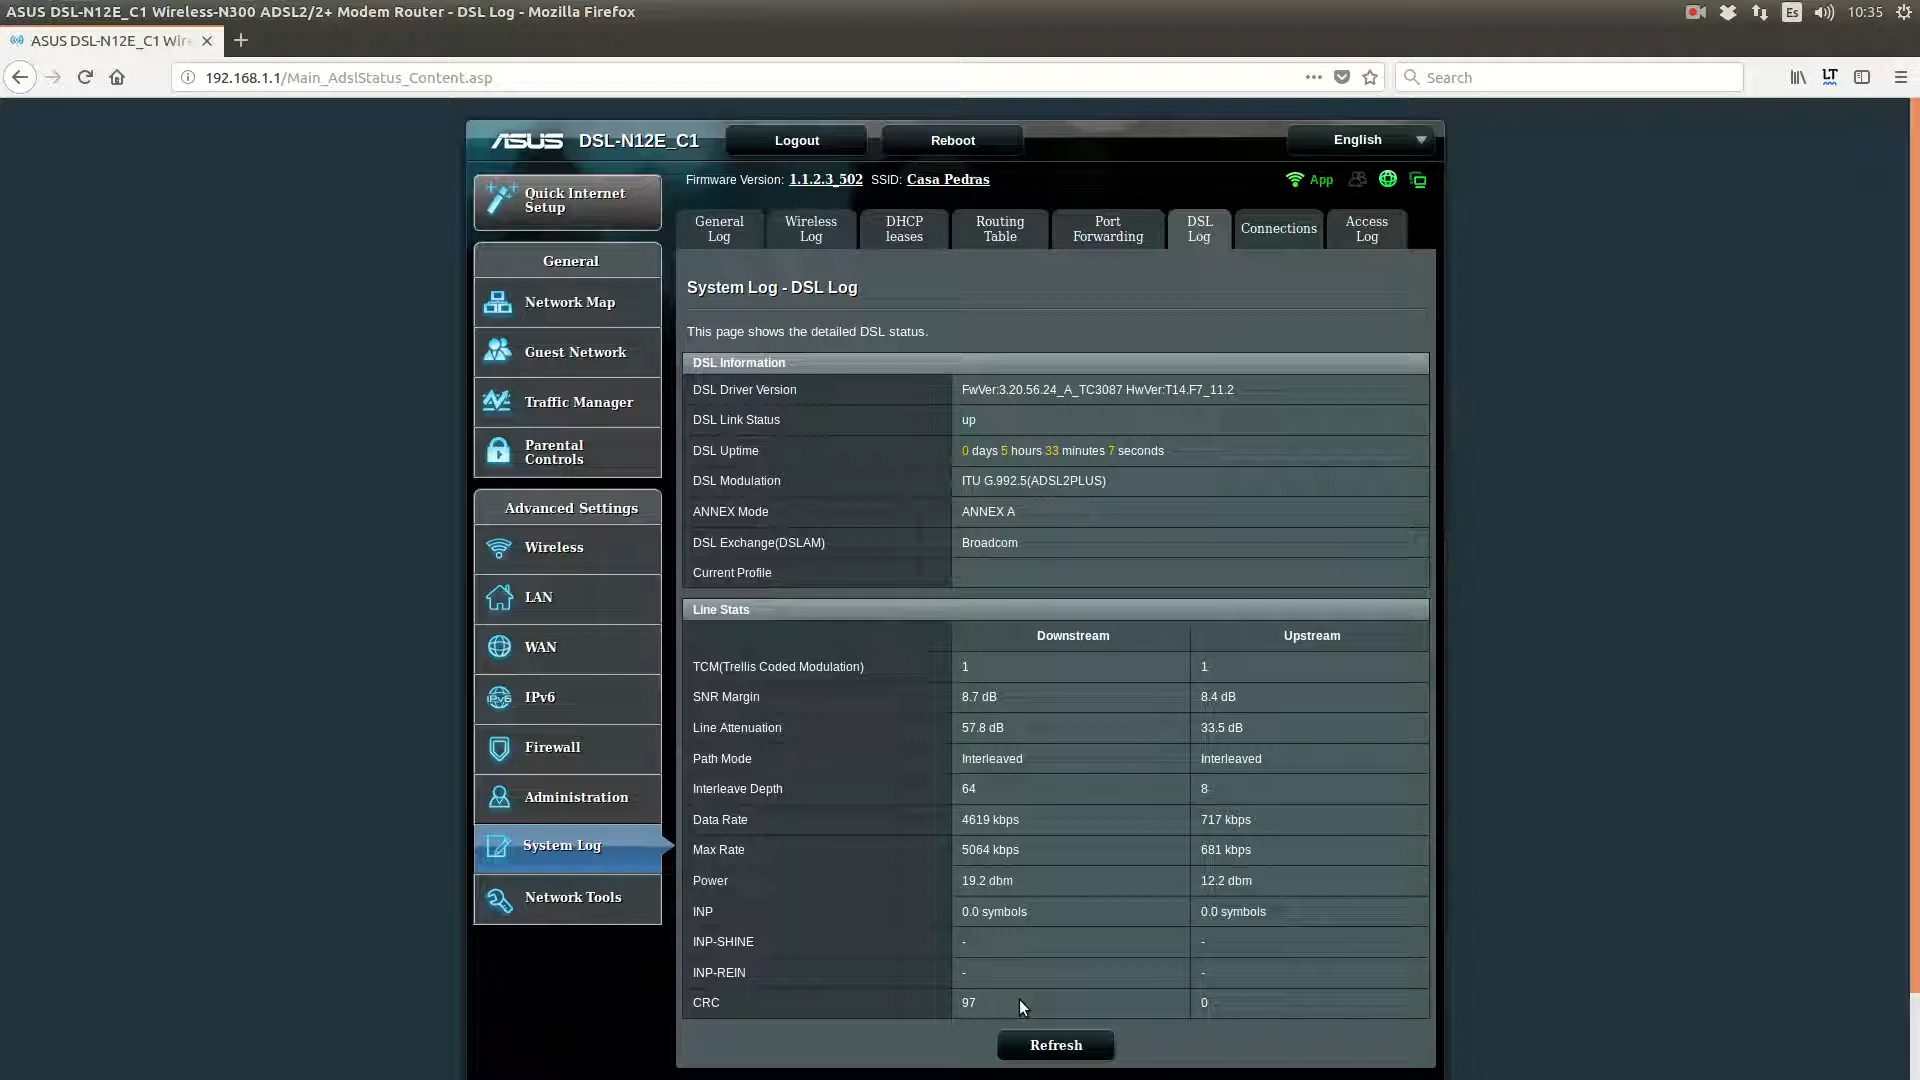 ASUS DSL-N12E_C1 Wireless-N300 ADSL2/2+ Modem Router - DSL Log - Mozilla Firefox
Es
10:35
ASUS DSL-N12E_C1 Wir
192.168.1.1/Main_AdslStatus_Content.asp
Search
LT
ASUS DSL-N12E_C1
Logout
Reboot
English
Quick Internet
Setup
Firmware Version: 1.1.2.3_502 SSID: Casa Pedras
App
General
Log
Wireless
Log
DHCP
leases
Routing
Table
Port
Forwarding
DSL
Log
Connections
Access
Log
General
Network Map
Guest Network
Traffic Manager
Parental
Controls
Advanced Settings
Wireless
LAN
WAN
IPv6
IPv6
Firewall
Administration
System Log
Network Tools
System Log - DSL Log
This page shows the detailed DSL status.
DSL Information
DSL Driver Version FwVer:3.20.56.24_A_TC3087 HwVer:T14.F7_11.2
DSL Link Status up
DSL Uptime 0 days 5 hours 33 minutes 7 seconds
DSL Modulation ITU G.992.5(ADSL2PLUS)
ANNEX Mode ANNEX A
DSL Exchange(DSLAM) Broadcom
Current Profile
Line Stats
Downstream Upstream
TCM(Trellis Coded Modulation) 1 1
SNR Margin 8.7 dB 8.4 dB
Line Attenuation 57.8 dB 33.5 dB
Path Mode Interleaved Interleaved
Interleave Depth 64 8
Data Rate 4619 kbps 717 kbps
Max Rate 5064 kbps 681 kbps
Power 19.2 dbm 12.2 dbm
INP 0.0 symbols 0.0 symbols
INP-SHINE - -
INP-REIN - -
CRC 97 0
Refresh